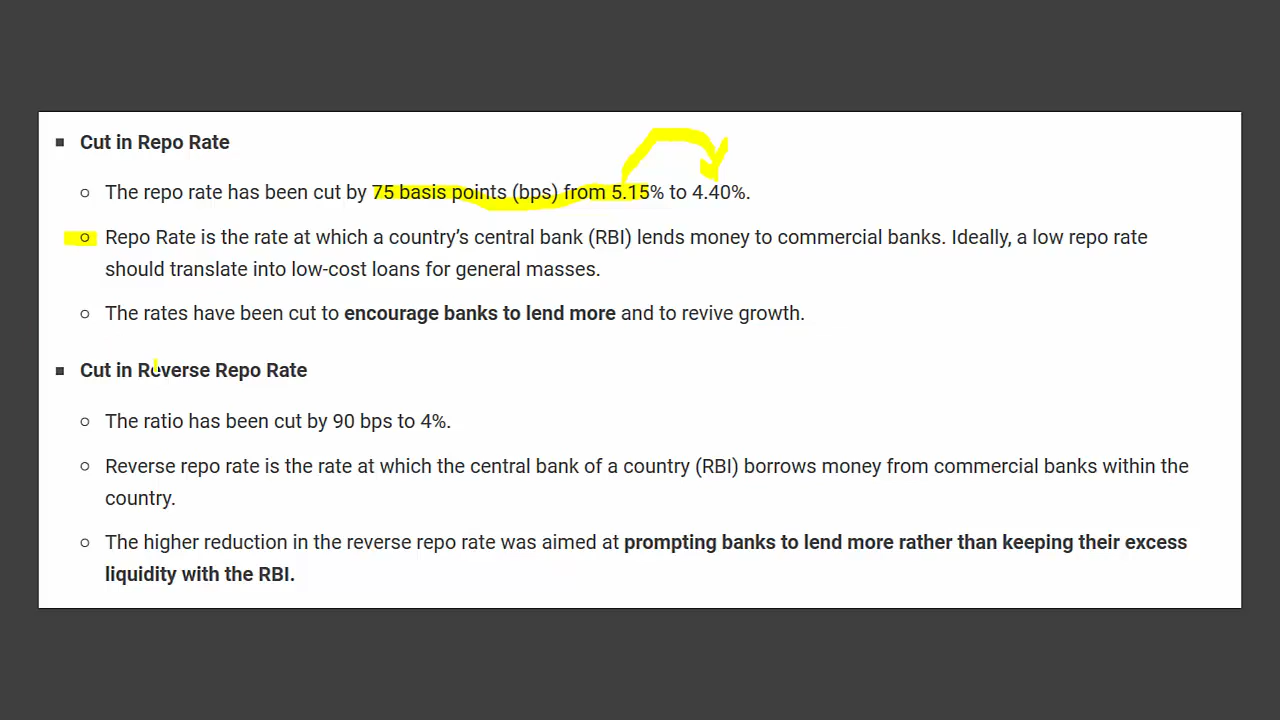 Cut in Repo Rate
The repo rate has been cut by 75 basis points (bps) from 5.15% to 4.40%.
Repo Rate is the rate at which a country’s central bank (RBI) lends money to commercial banks. Ideally, a low repo rate
should translate into low-cost loans for general masses.
The rates have been cut to encourage banks to lend more and to revive growth.
Cut in Reverse Repo Rate
The ratio has been cut by 90 bps to 4%.
Reverse repo rate is the rate at which the central bank of a country (RBI) borrows money from commercial banks within the
country.
The higher reduction in the reverse repo rate was aimed at prompting banks to lend more rather than keeping their excess
liquidity with the RBI.